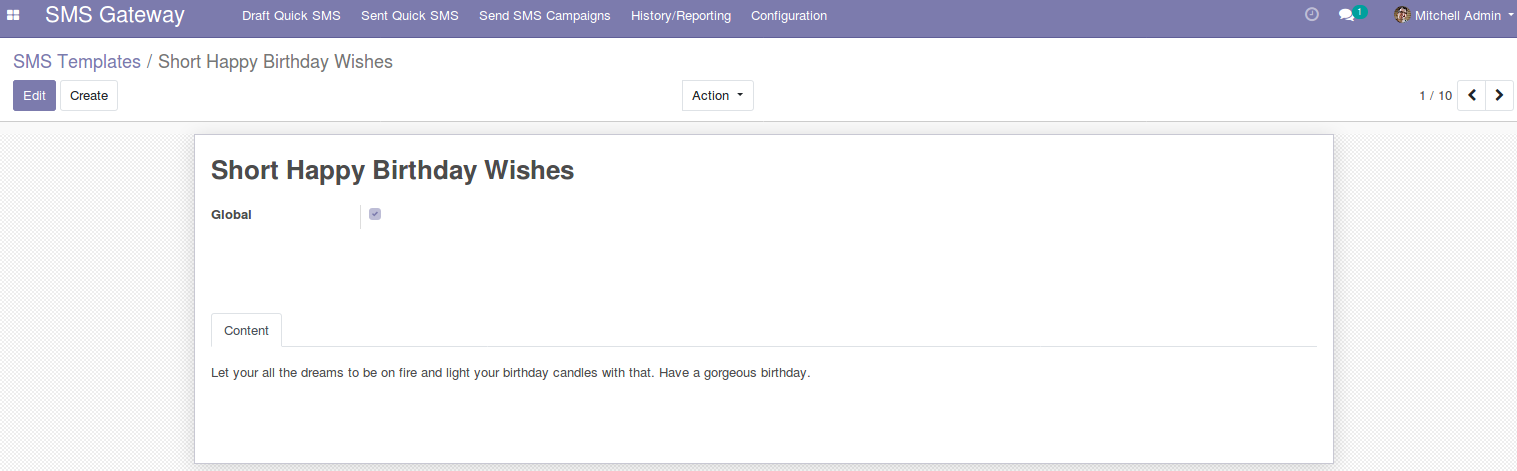 SMS Gateway Draft Quick SMS Sent Quick SMS Send SMS Campaigns History/Reporting Configuration 1 Mitchell Admin
SMS Templates / Short Happy Birthday Wishes
Edit Create Action 1 / 10
Short Happy Birthday Wishes
Global
Content
Let your all the dreams to be on fire and light your birthday candles with that. Have a gorgeous birthday.